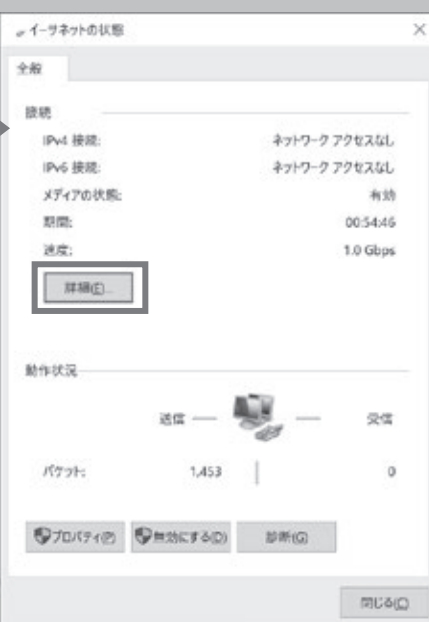 イーサネットの状態
全般
接続
IPv4 接続: ネットワーク アクセスなし
IPv6 接続: ネットワーク アクセスなし
メディアの状態: 有効
期間: 00:54:46
速度: 1.0 Gbps
詳細(E)...
動作状況
送信 — — 受信
パケット: 1,453 0
プロパティ(P) 無効にする(D) 診断(G)
閉じる(C)